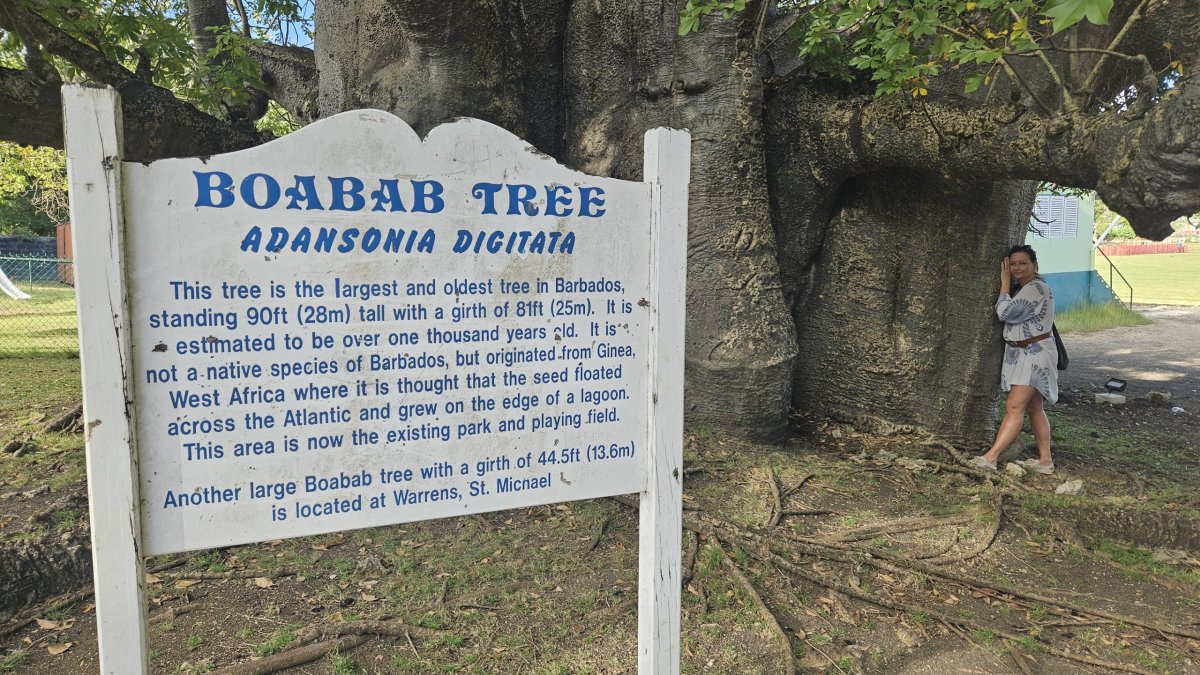 BOABAB TREE
ADANSONIA DIGITATA
This tree is the largest and oldest tree in Barbados,
standing 90ft (28m) tall with a girth of 81ft (25m). It is
estimated to be over one thousand years old. It is
not a native species of Barbados, but originated from Ginea,
West Africa where it is thought that the seed floated
across the Atlantic and grew on the edge of a lagoon.
This area is now the existing park and playing field.
Another large Boabab tree with a girth of 44.5ft (13.6m)
is located at Warrens, St. Micnael